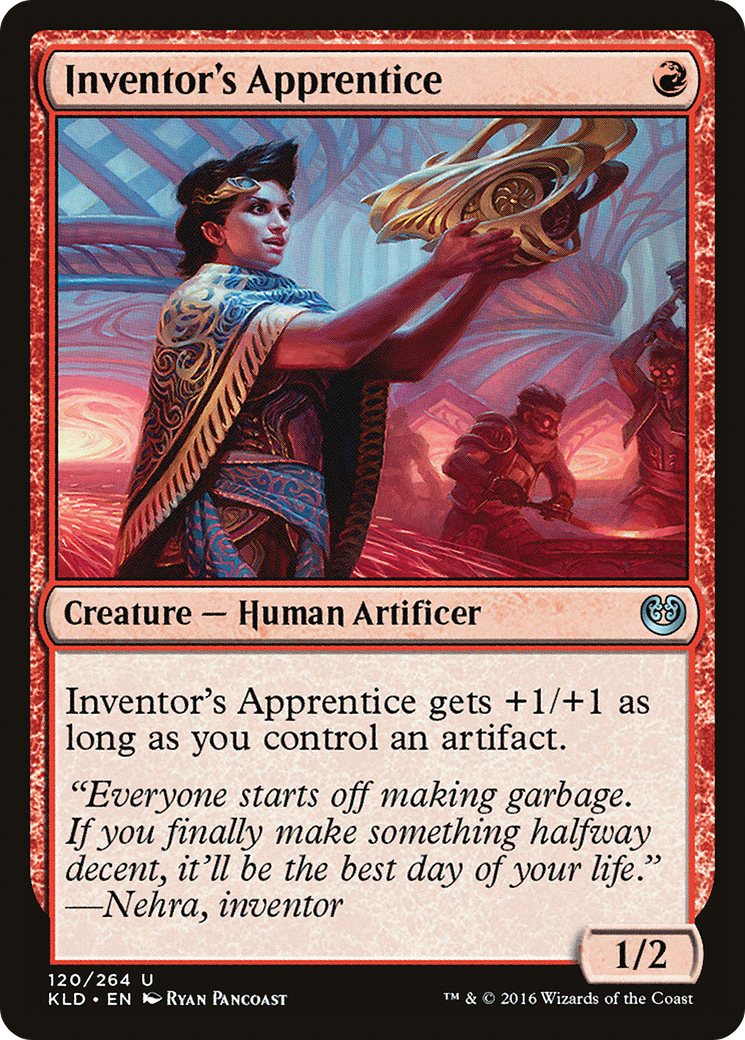 Inventor's Apprentice
Creature — Human Artificer
Inventor's Apprentice gets +1/+1 as
long as you control an artifact.
"Everyone starts off making garbage.
If you finally make something halfway
decent, it'll be the best day of your life."
—Nehra, inventor
1/2
120/264 U
KLD • EN Ryan Pancoast
™ & © 2016 Wizards of the Coast